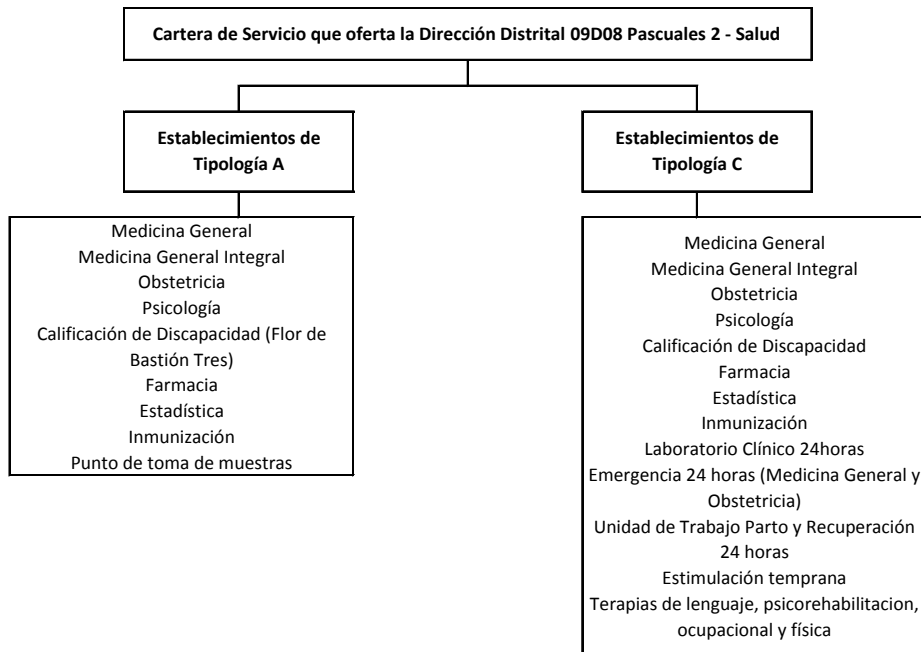 Cartera de Servicio que oferta la Dirección Distrital 09D08 Pascuales 2 - Salud
Establecimientos de
Tipología A
Medicina General
Medicina General Integral
Obstetricia
Psicología
Calificación de Discapacidad (Flor de
Bastión Tres)
Farmacia
Estadística
Inmunización
Punto de toma de muestras
Establecimientos de
Tipología C
Medicina General
Medicina General Integral
Obstetricia
Psicología
Calificación de Discapacidad
Farmacia
Estadística
Inmunización
Laboratorio Clínico 24horas
Emergencia 24 horas (Medicina General y
Obstetricia)
Unidad de Trabajo Parto y Recuperación
24 horas
Estimulación temprana
Terapias de lenguaje, psicorehabilitacion,
ocupacional y física